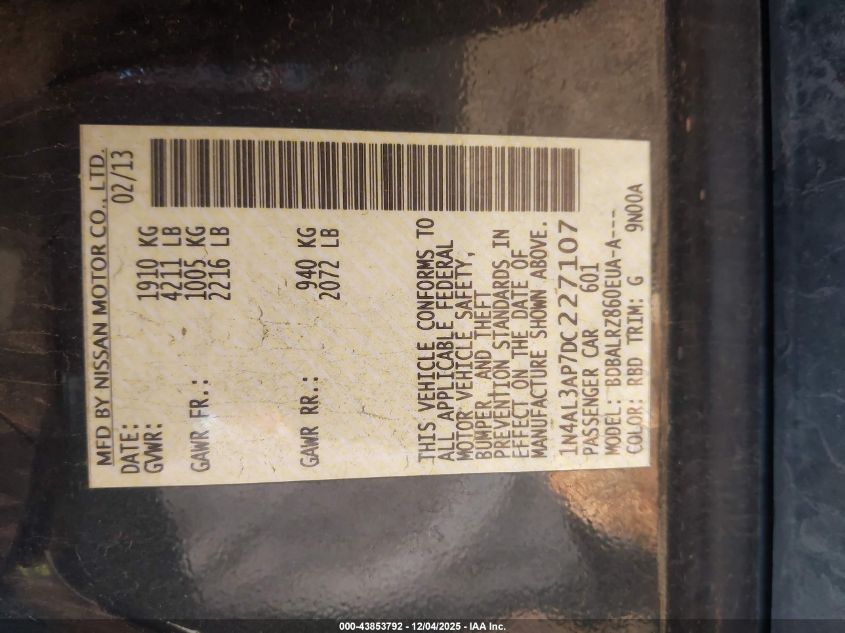 MFD BY NISSAN MOTOR CO., LTD.
DATE: 02/13
GVWR: 1910 KG
4211 LB
GAWR FR.: 1005 KG
2216 LB
GAWR RR.: 940 KG
2072 LB
THIS VEHICLE CONFORMS TO
ALL APPLICABLE FEDERAL
MOTOR VEHICLE SAFETY,
BUMPER, AND THEFT
PREVENTION STANDARDS IN
EFFECT ON THE DATE OF
MANUFACTURE SHOWN ABOVE.
1N4AL3AP7DC227107
PASSENGER CAR 601
MODEL: BDBALRZ860EUA-A---
COLOR: RBD TRIM: G 9N00A
000-43853792 - 12/04/2025 - IAA Inc.